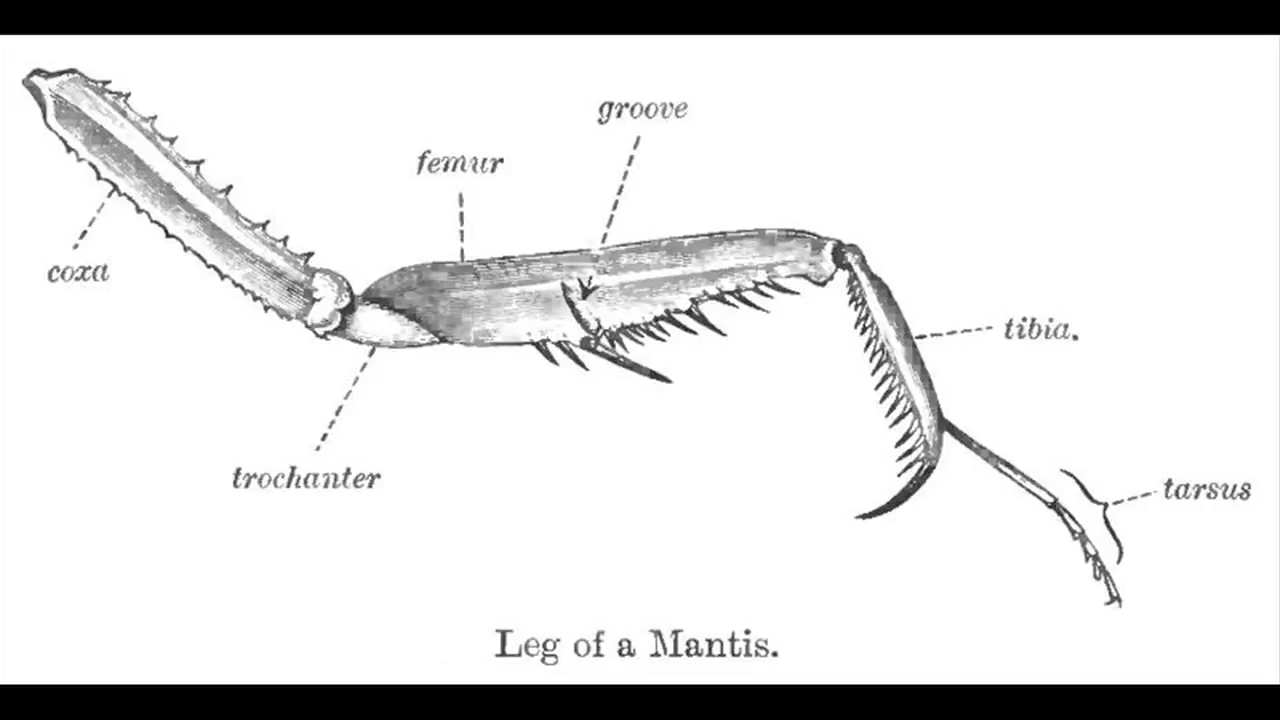 groove
femur
coxa
tibia.
trochanter
tarsus
Leg of a Mantis.